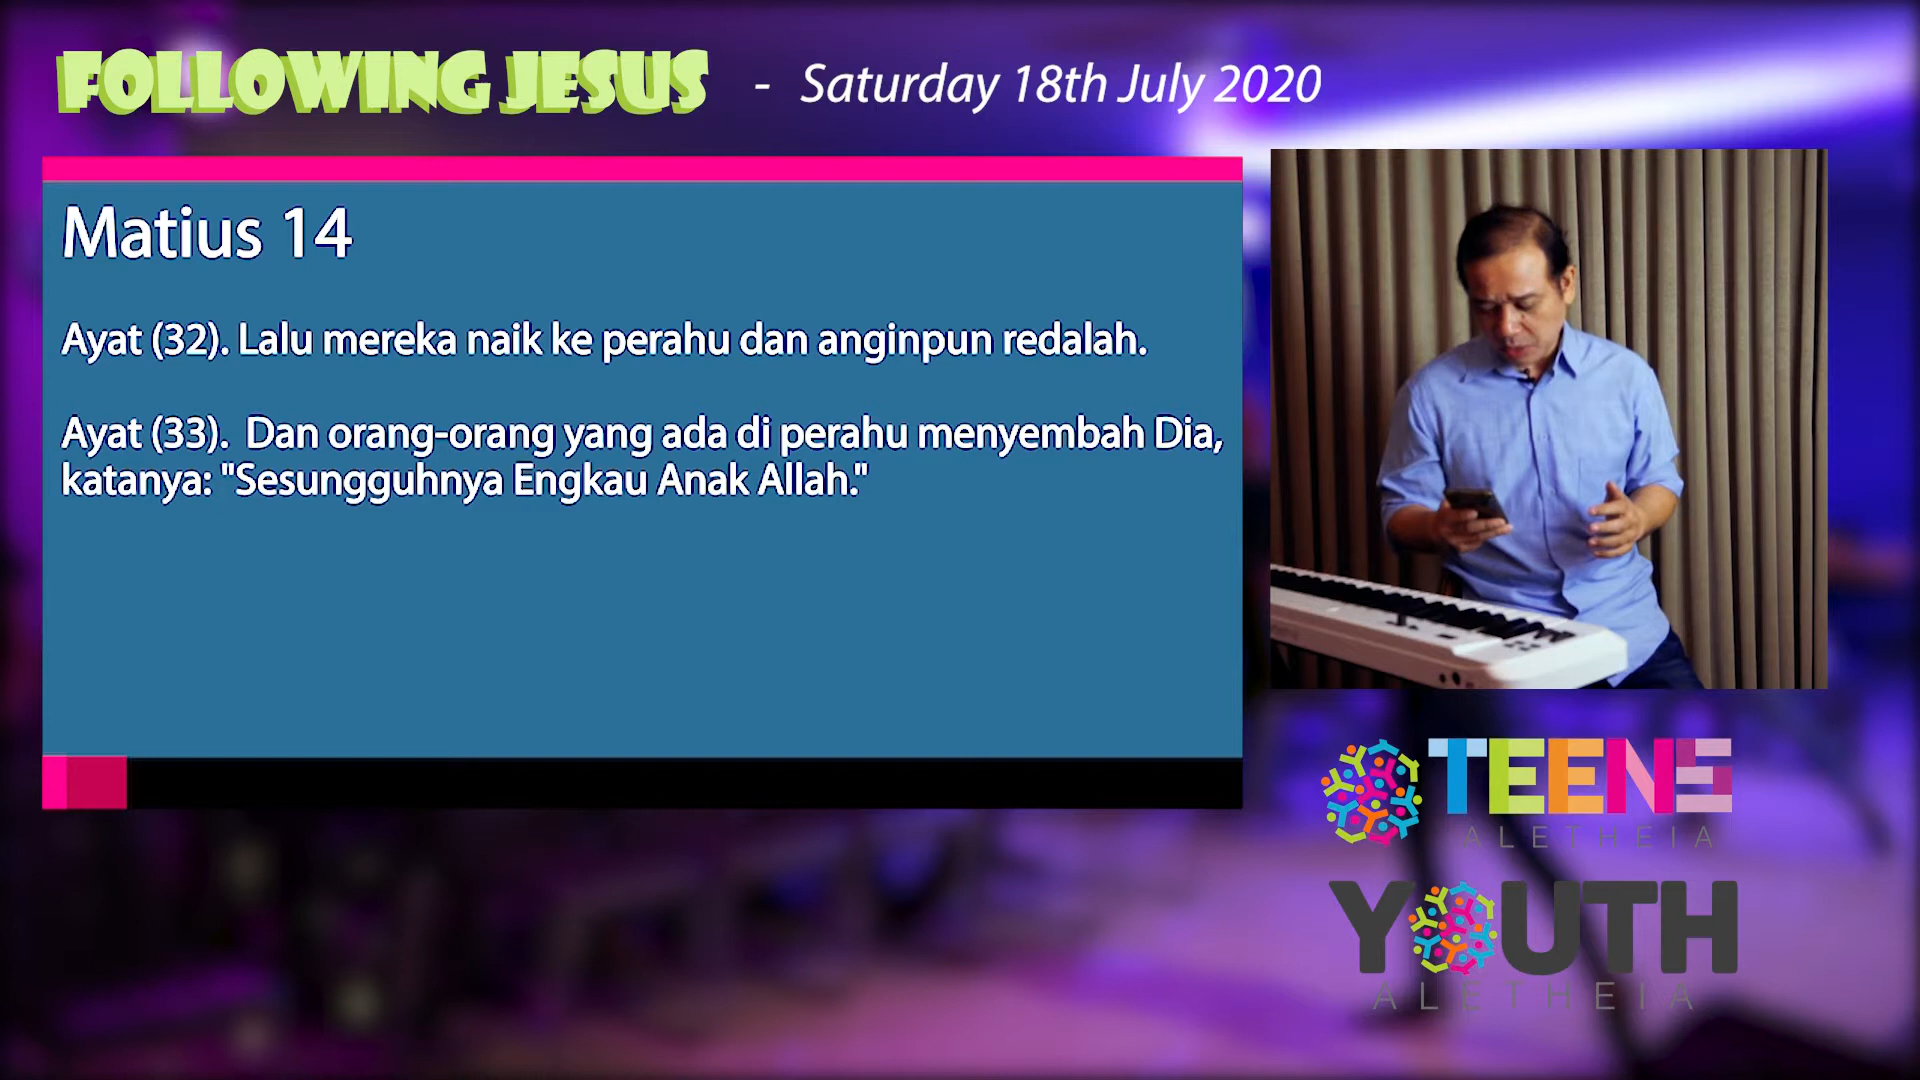 FOLLOWING JESUS - Saturday 18th July 2020
Matius 14
Ayat (32). Lalu mereka naik ke perahu dan anginpun redalah.
Ayat (33).  Dan orang-orang yang ada di perahu menyembah Dia,
katanya: "Sesungguhnya Engkau Anak Allah."
TEENS
ALETHEIA
YOUTH
ALETHEIA